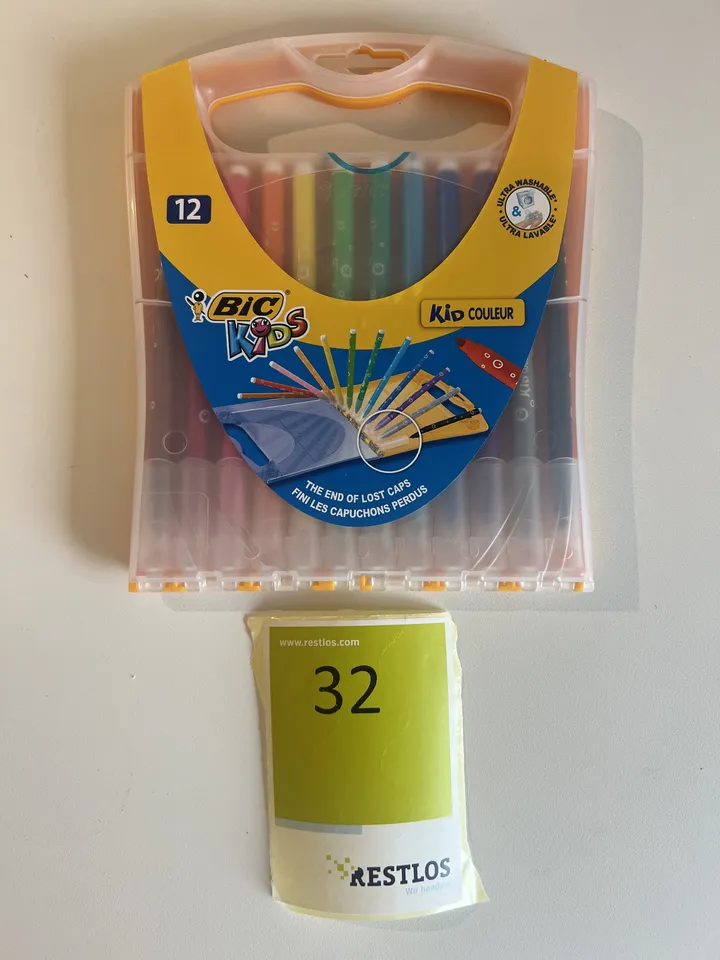 12
ULTRA WASHABLE*
&
ULTRA LAVABLE*
BiC®
KiDS
Kid COULEUR
THE END OF LOST CAPS
FINI LES CAPUCHONS PERDUS
www.restlos.com
32
RESTLOS